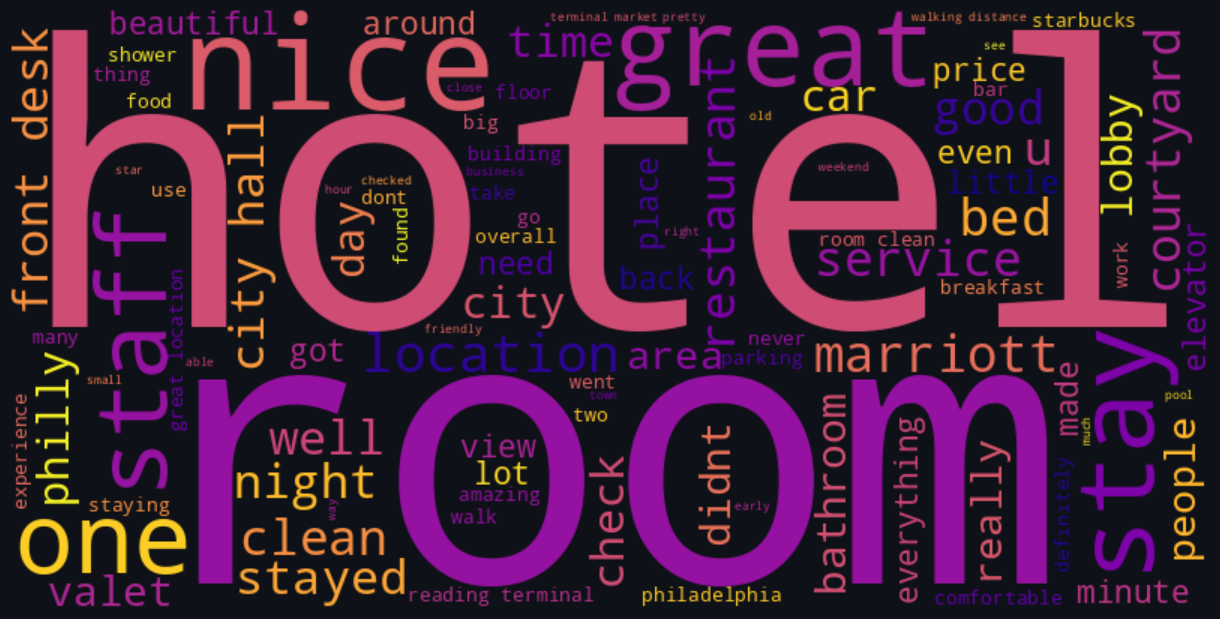 beautiful
around
terminal market pretty
walking distance
starbucks
shower
nice
time
great
see
thing
price
food
close
floor
bar
car
good
front desk
hotel
big
old
restaurant
courtyard
lobby
city hall
building
even
u
star
business
weekend
use
hour
checked
dont
take
place
little
bed
staff
day
found
go
overall
right
room clean
service
work
need
back
breakfast
elevator
great location
city
friendly
many
able
got
location
area
never
parking
marriott
stay
philly
small
went
town
made
pool
experience
room
two
well
view
lot
amazing
walk
night
way
check
didnt
early
bathroom
everything
really
much
definitely
people
staying
one
clean
stayed
valet
reading terminal
philadelphia
comfortable
minute